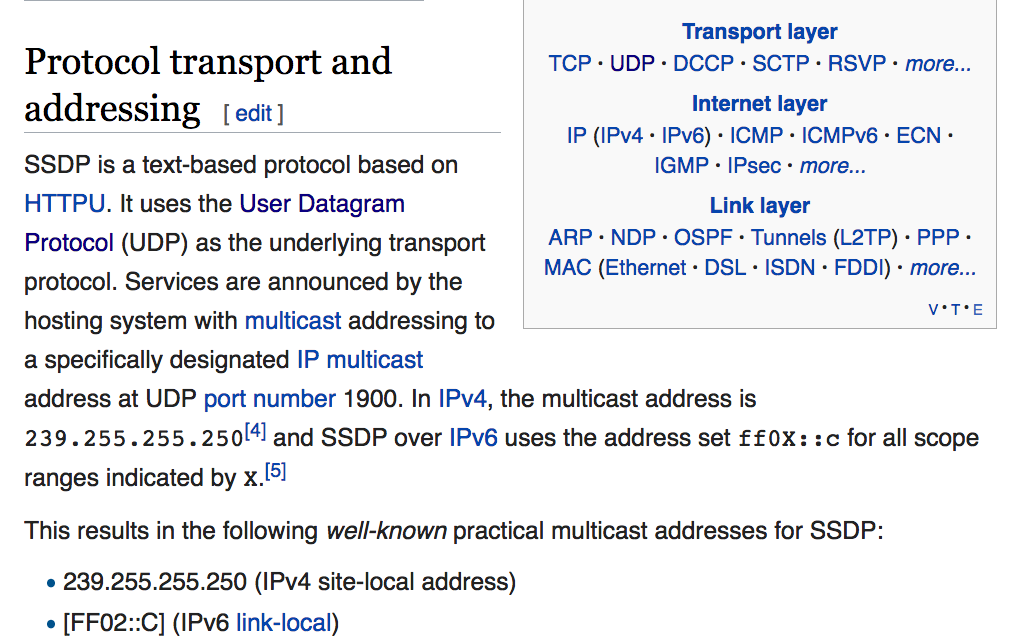 Protocol transport and
addressing [ edit ]
SSDP is a text-based protocol based on
HTTPU. It uses the User Datagram
Protocol (UDP) as the underlying transport
protocol. Services are announced by the
hosting system with multicast addressing to
a specifically designated IP multicast
address at UDP port number 1900. In IPv4, the multicast address is
239.255.255.250[4] and SSDP over IPv6 uses the address set ff0X::c for all scope
ranges indicated by X.[5]
This results in the following well-known practical multicast addresses for SSDP:
• 239.255.255.250 (IPv4 site-local address)
• [FF02::C] (IPv6 link-local)
Transport layer
TCP · UDP · DCCP · SCTP · RSVP · more...
Internet layer
IP (IPv4 · IPv6) · ICMP · ICMPv6 · ECN ·
IGMP · IPsec · more...
Link layer
ARP · NDP · OSPF · Tunnels (L2TP) · PPP ·
MAC (Ethernet · DSL · ISDN · FDDI) · more...
V · T · E